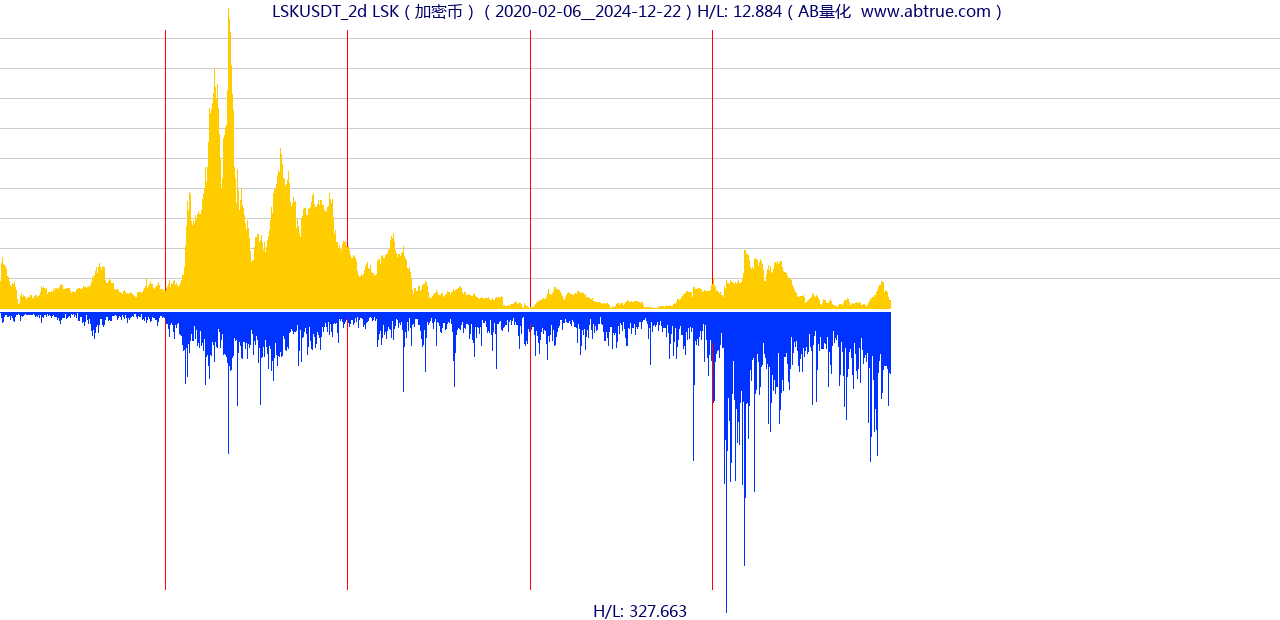 LSKUSDT_2d LSK（加密币）（2020-02-06__2024-12-22）H/L: 12.884（AB量化  www.abtrue.com）
H/L: 327.663